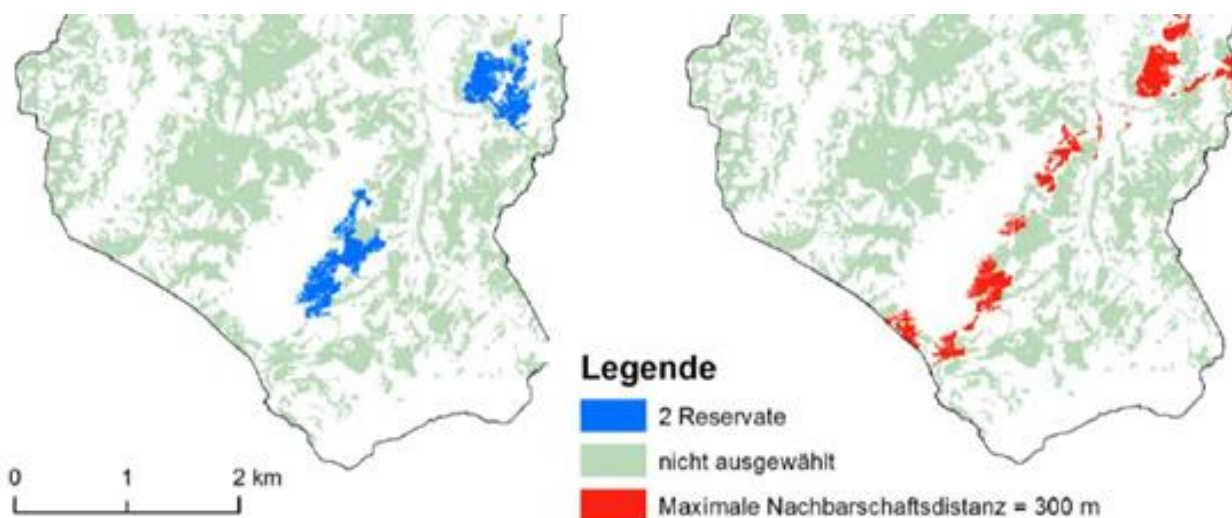 Legende
2 Reservate
nicht ausgewählt
Maximale Nachbarschaftsdistanz = 300 m
0 1 2 km